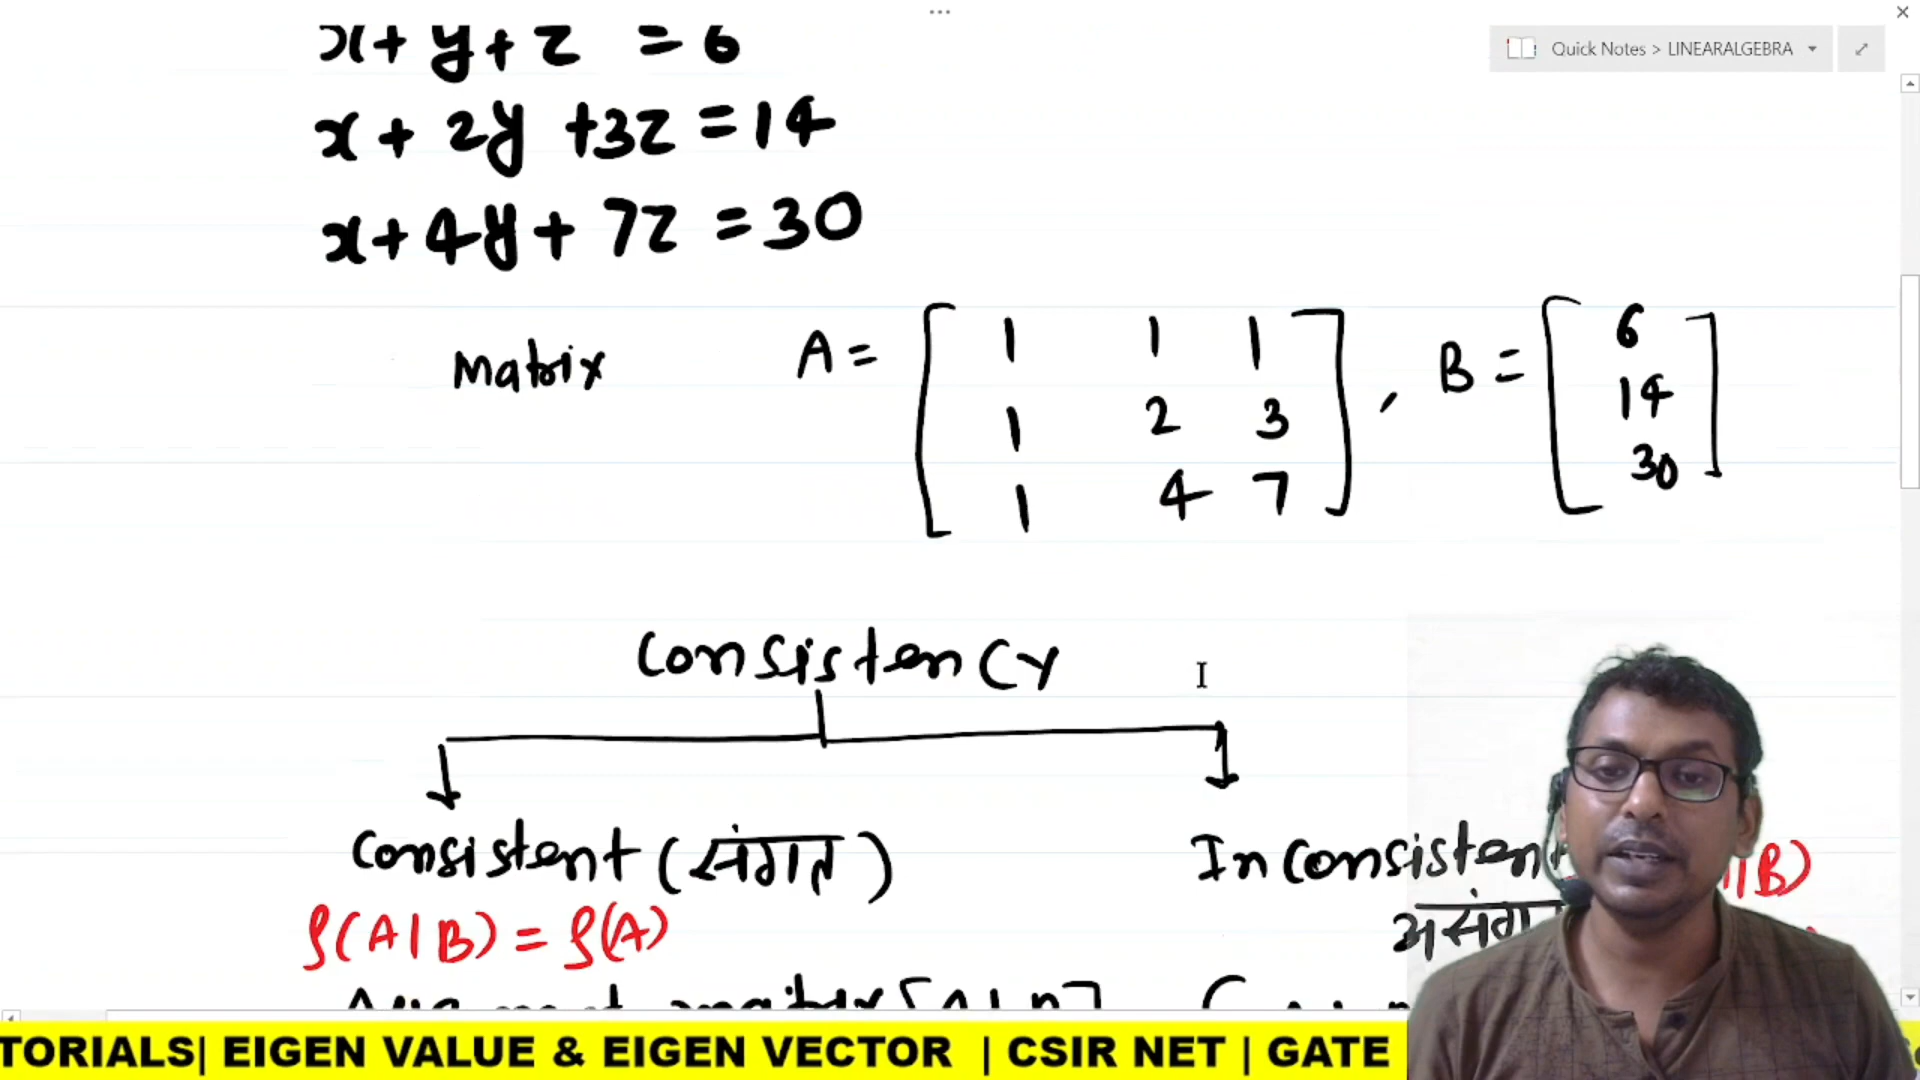 x + y + z = 6
Quick Notes > LINEARALGEBRA
x + 2y + 3z = 14
x + 4y + 7z = 30
Matrix A = [ 1 1 1 , B = [ 6
1 2 3 14
1 4 7 ] 30 ]
Consistency
Consistent (संगत) InConsistent
ρ(A|B) = ρ(A) |B)
TORIALS| EIGEN VALUE & EIGEN VECTOR | CSIR NET | GATE